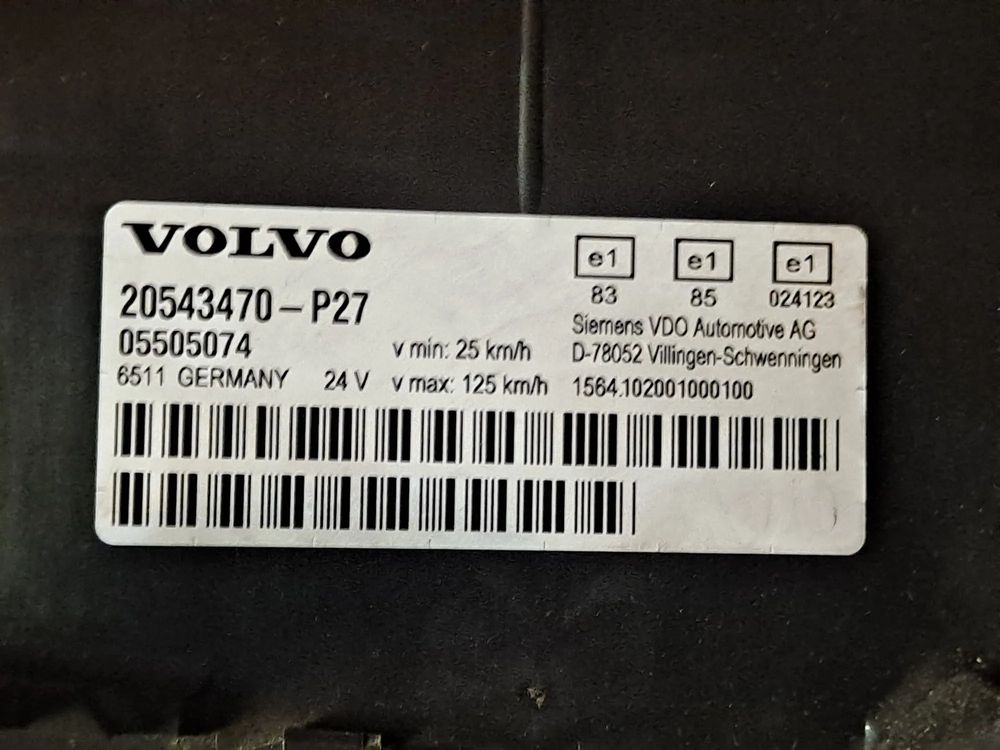 VOLVO
e1 e1 e1
83 85 024123
20543470 – P27
Siemens VDO Automotive AG
05505074 v min: 25 km/h D-78052 Villingen-Schwenningen
6511 GERMANY 24 V v max: 125 km/h 1564.102001000100